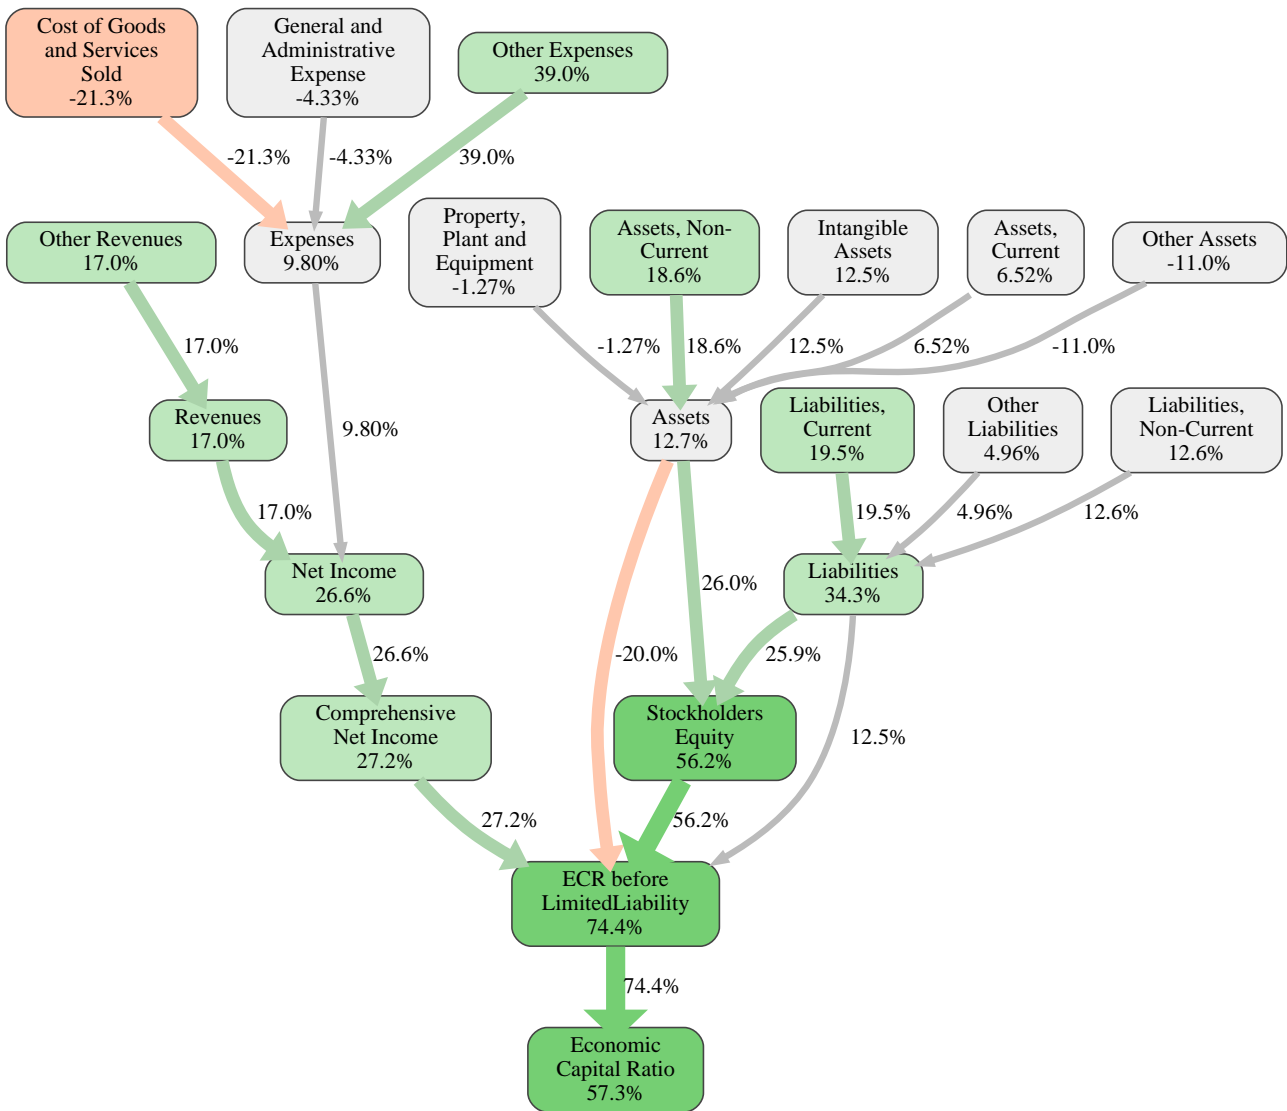 Cost of Goods
and Services
Sold
-21.3%
General and
Administrative
Expense
-4.33%
Other Expenses
39.0%
-21.3%
-4.33%
39.0%
Other Revenues
17.0%
Expenses
9.80%
Property,
Plant and
Equipment
-1.27%
Assets, Non-
Current
18.6%
Intangible
Assets
12.5%
Assets,
Current
6.52%
Other Assets
-11.0%
17.0%
-1.27%
18.6%
12.5%
6.52%
-11.0%
Revenues
17.0%
9.80%
Assets
12.7%
Liabilities,
Current
19.5%
Other
Liabilities
4.96%
Liabilities,
Non-Current
12.6%
17.0%
19.5%
4.96%
12.6%
Net Income
26.6%
26.0%
Liabilities
34.3%
26.6%
-20.0%
25.9%
Comprehensive
Net Income
27.2%
Stockholders
Equity
56.2%
12.5%
27.2%
56.2%
ECR before
LimitedLiability
74.4%
74.4%
Economic
Capital Ratio
57.3%